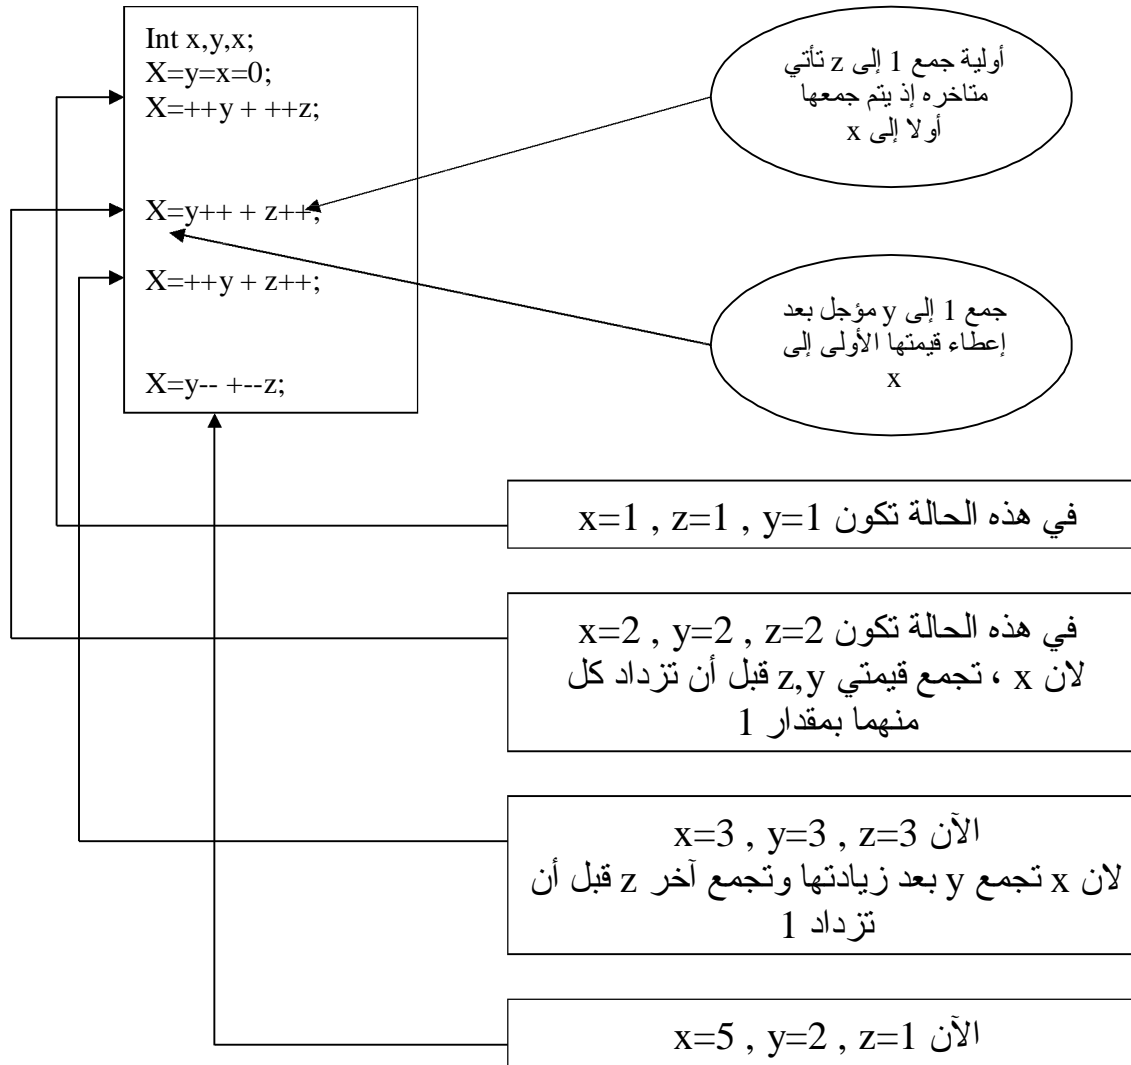 Int x,y,x;
X=y=x=0;
X=++y + ++z;
X=y++ + z++;
X=++y + z++;
X=y-- +--z;
أولية جمع 1 إلى z تأتي
متاخره إذ يتم جمعها
أولا إلى x
جمع 1 إلى y مؤجل بعد
إعطاء قيمتها الأولى إلى
x
في هذه الحالة تكون x=1 , z=1 , y=1
في هذه الحالة تكون x=2 , y=2 , z=2
لان x ، تجمع قيمتي z,y قبل أن تزداد كل
منهما بمقدار 1
الآن x=3 , y=3 , z=3
لان x تجمع y بعد زيادتها وتجمع آخر z قبل أن
تزداد 1
الآن x=5 , y=2 , z=1